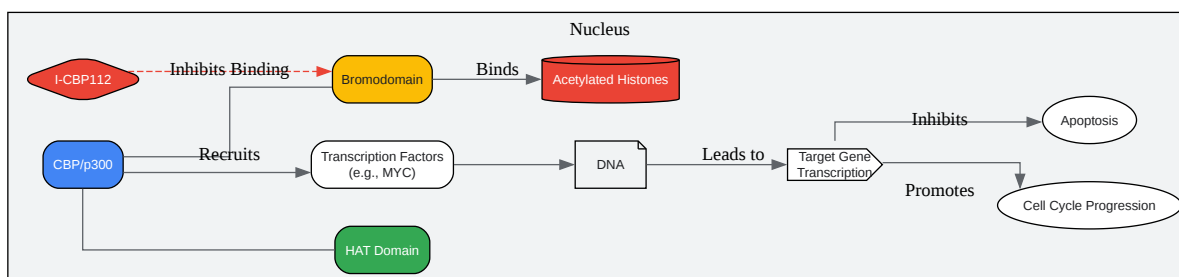 Nucleus
I-CBP112
Inhibits Binding
Bromodomain
Binds
Acetylated Histones
CBP/p300
Recruits
Transcription Factors
(e.g., MYC)
DNA
Leads to
Target Gene
Transcription
Inhibits
Apoptosis
Promotes
Cell Cycle Progression
HAT Domain